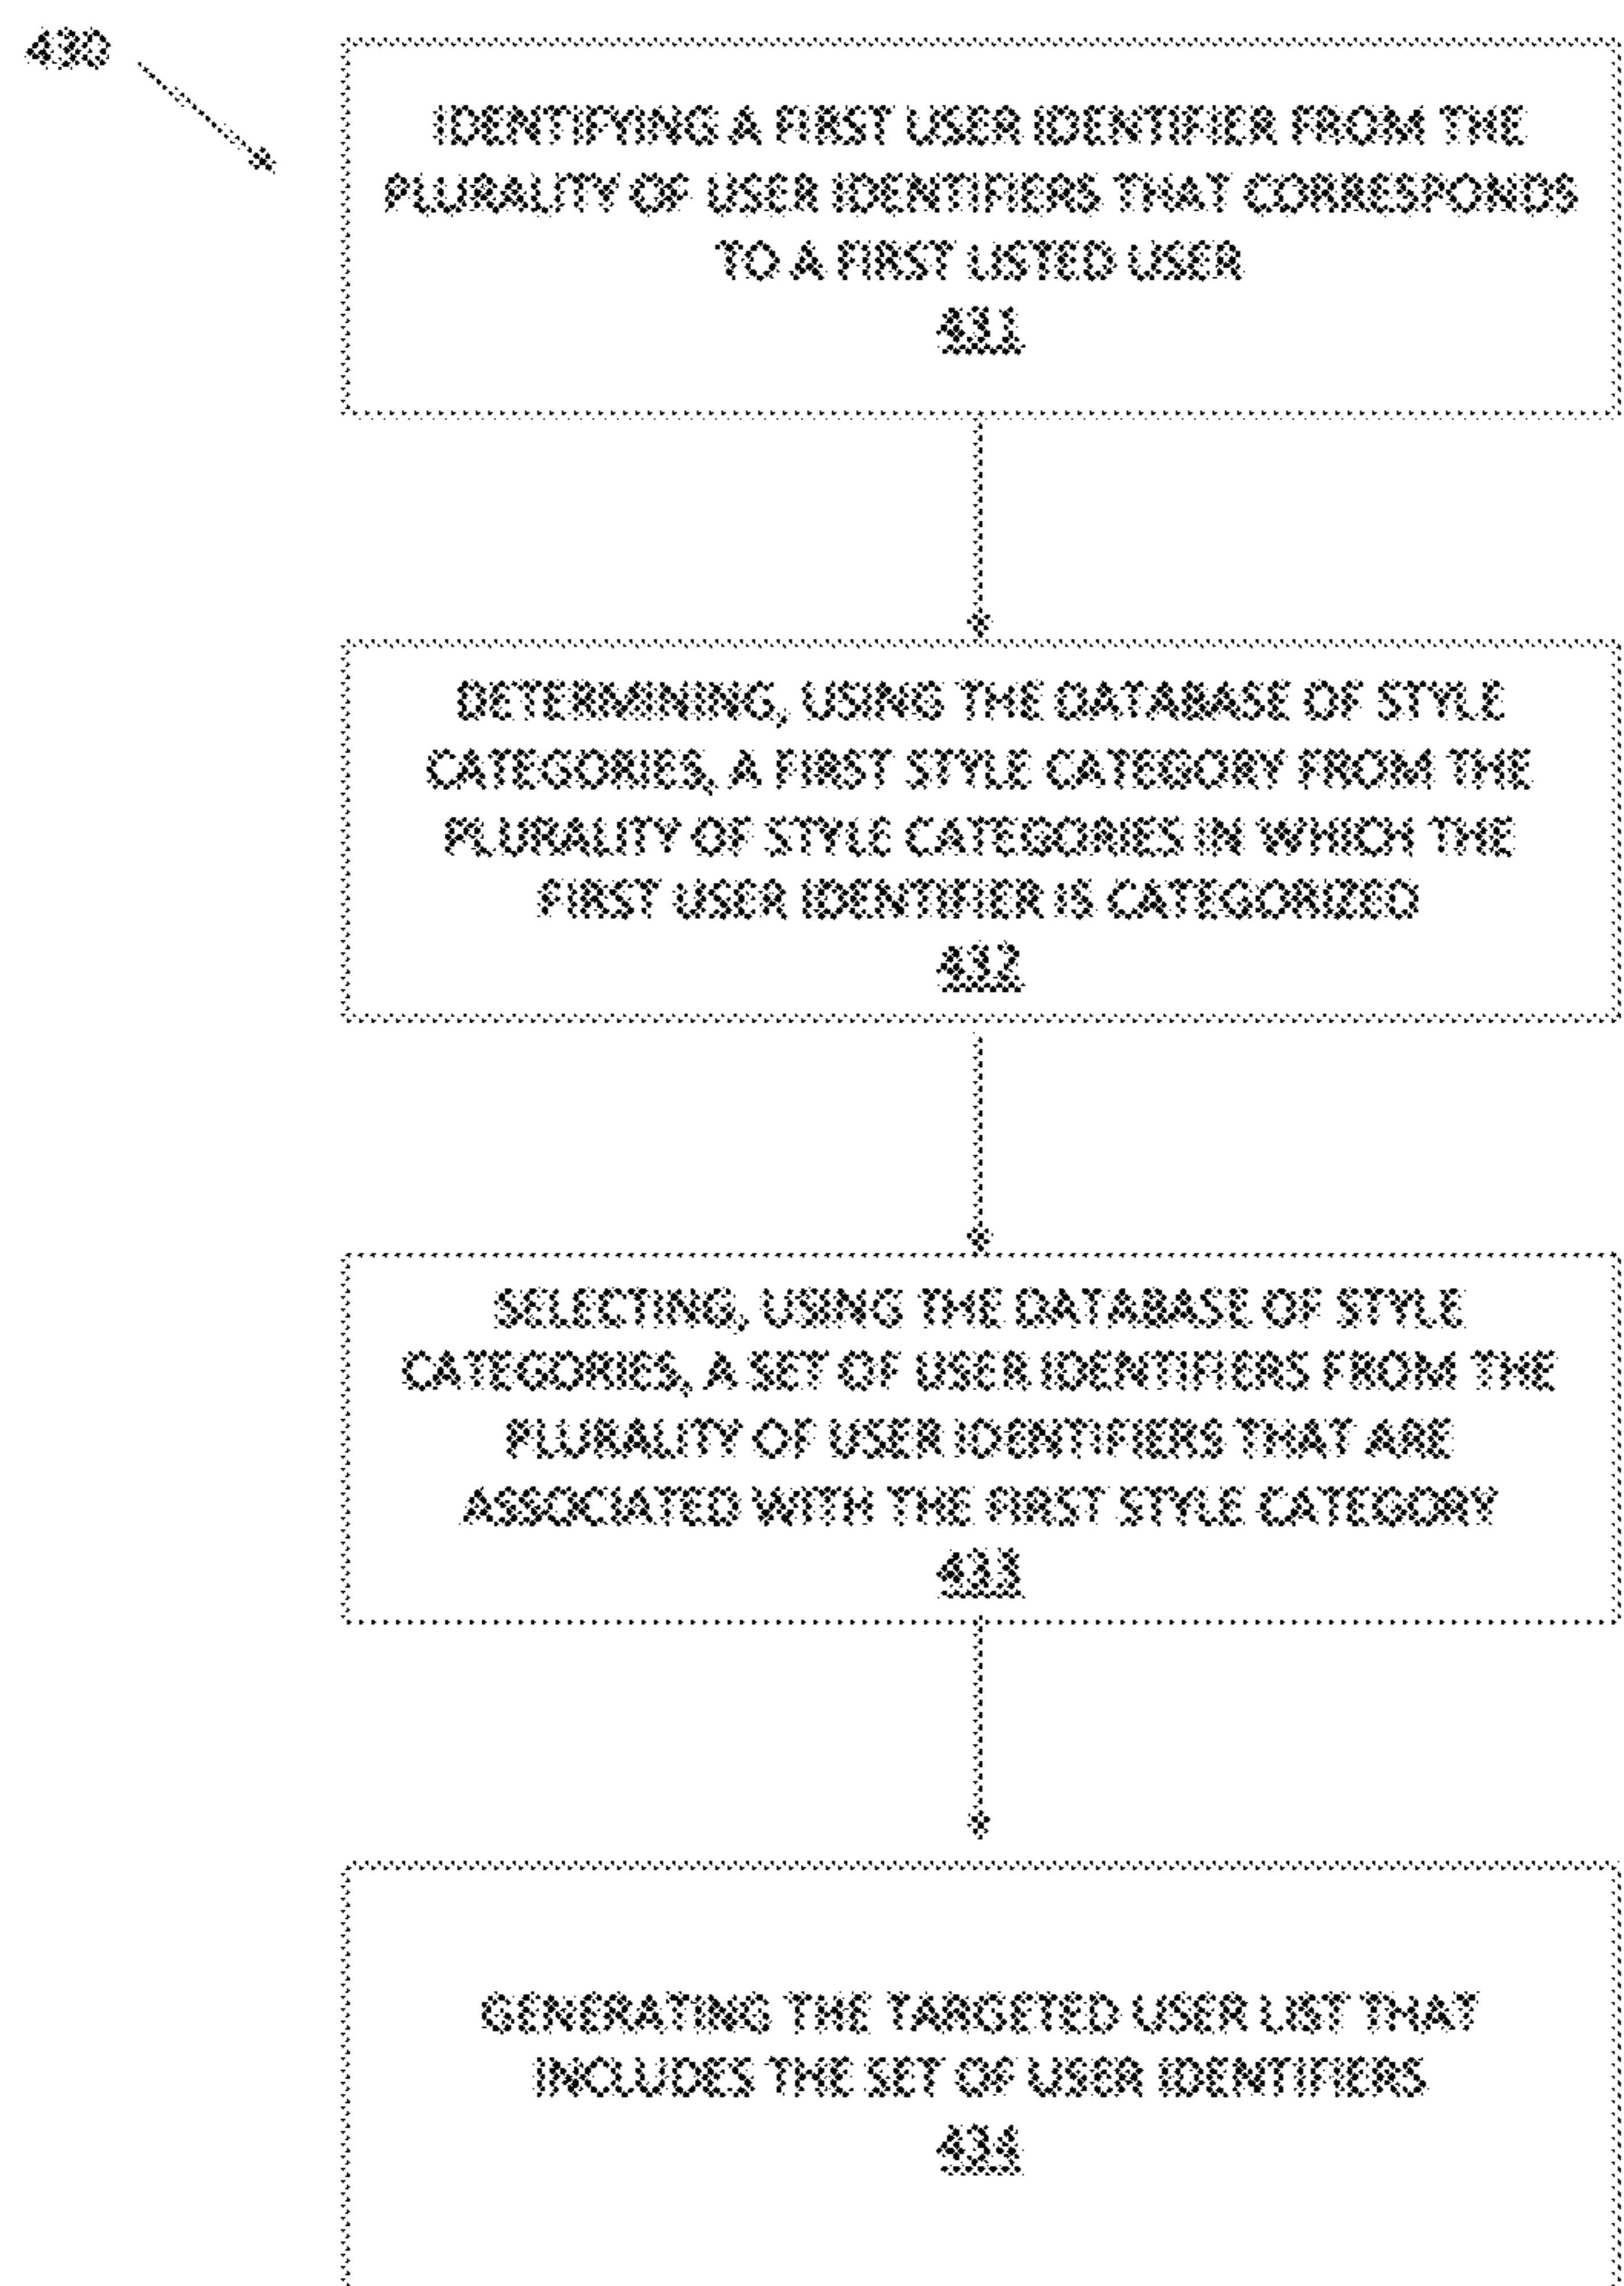 430
IDENTIFYING A FIRST USER IDENTIFIER FROM THE
PLURALITY OF USER IDENTIFIERS THAT CORRESPONDS
TO A FIRST LISTED USER
431
DETERMINING, USING THE DATABASE OF STYLE
CATEGORIES, A FIRST STYLE CATEGORY FROM THE
PLURALITY OF STYLE CATEGORIES IN WHICH THE
FIRST USER IDENTIFIER IS CATEGORIZED
432
SELECTING, USING THE DATABASE OF STYLE
CATEGORIES, A SET OF USER IDENTIFIERS FROM THE
PLURALITY OF USER IDENTIFIERS THAT ARE
ASSOCIATED WITH THE FIRST STYLE CATEGORY
433
GENERATING THE TARGETED USER LIST THAT
INCLUDES THE SET OF USER IDENTIFIERS
434